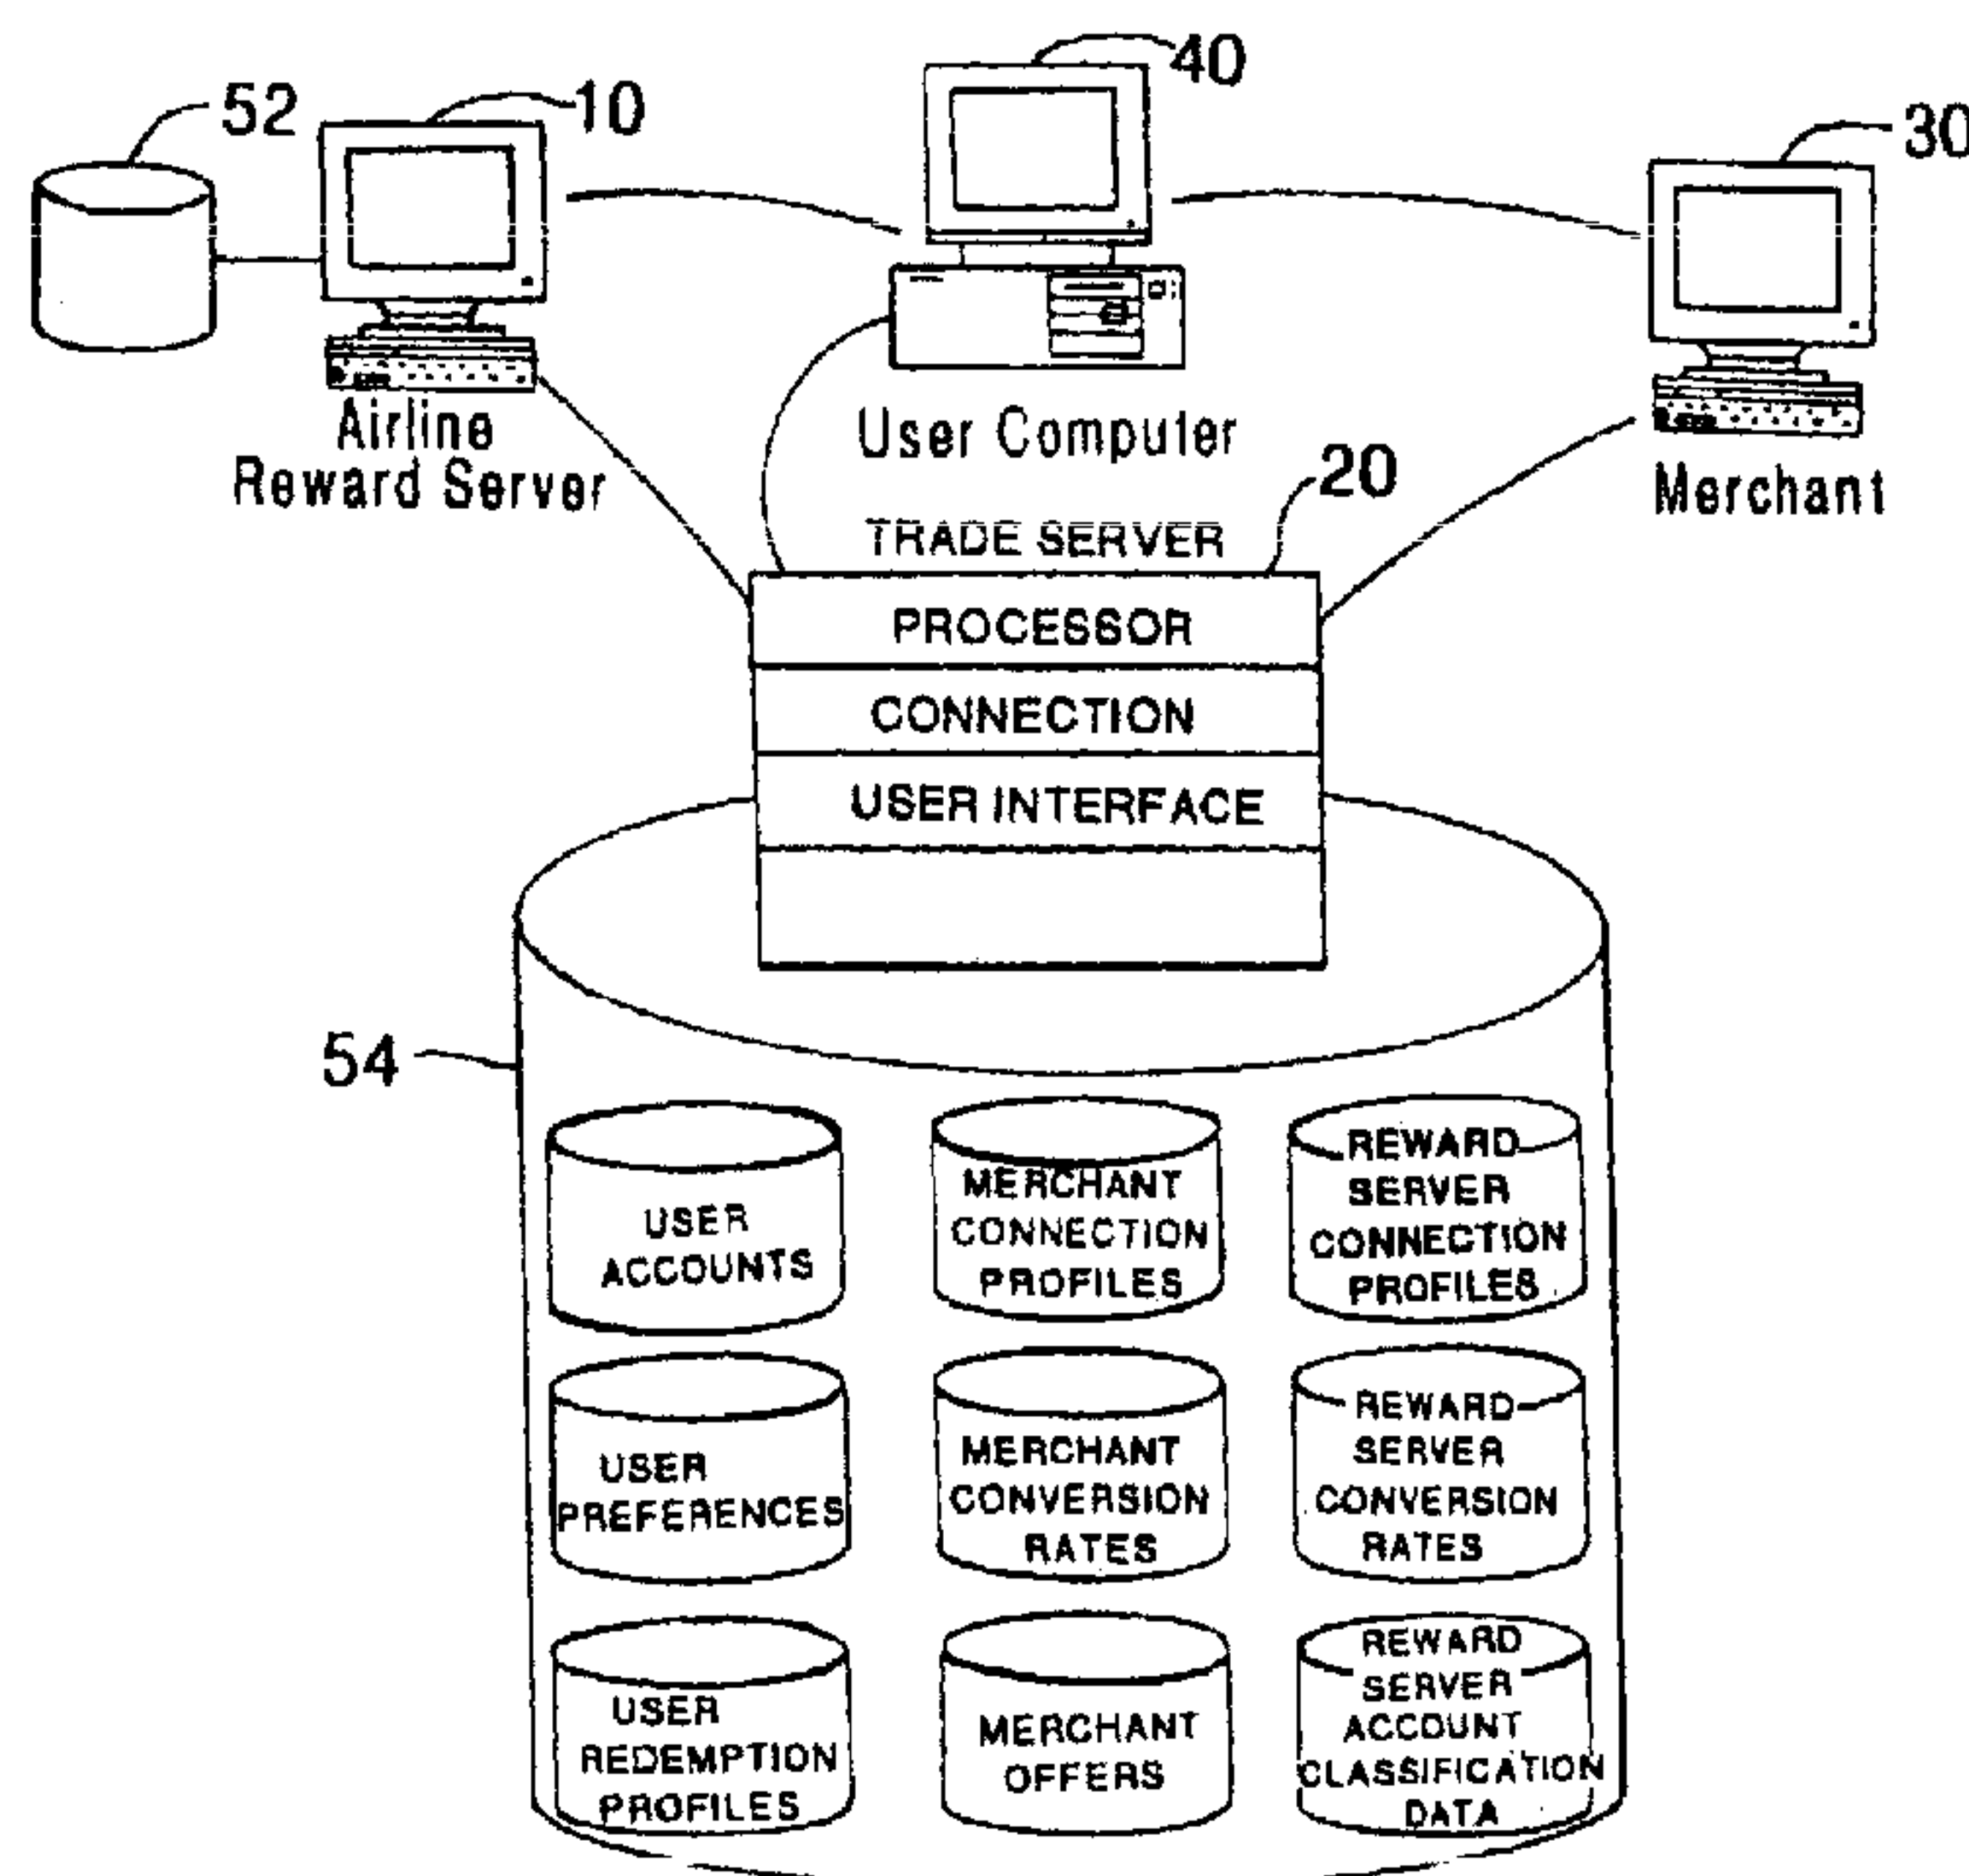 52
10
40
30
Airline
Reward Server
User Computer
Merchant
20
TRADE SERVER
PROCESSOR
CONNECTION
USER INTERFACE
54
USER
ACCOUNTS
MERCHANT
CONNECTION
PROFILES
REWARD
SERVER
CONNECTION
PROFILES
USER
PREFERENCES
MERCHANT
CONVERSION
RATES
REWARD
SERVER
CONVERSION
RATES
USER
REDEMPTION
PROFILES
MERCHANT
OFFERS
REWARD
SERVER
ACCOUNT
CLASSIFICATION
DATA